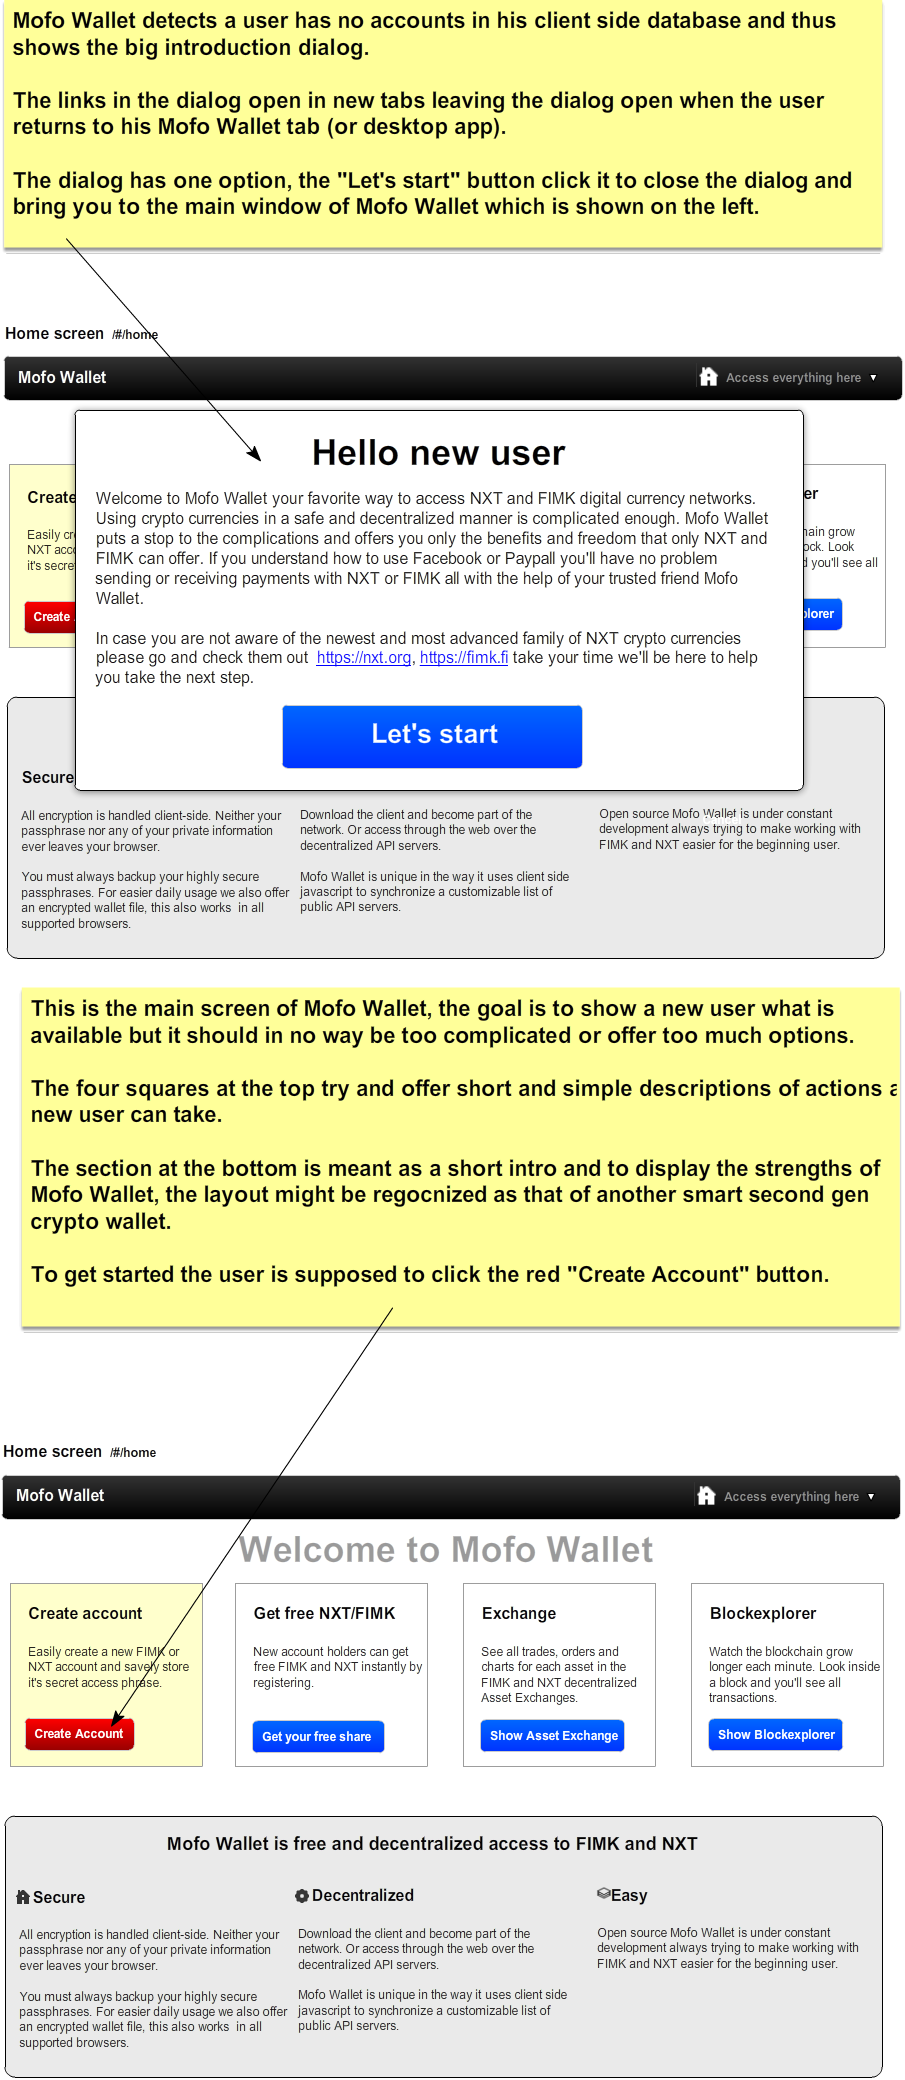 Mofo Wallet detects a user has no accounts in his client side database and thus
shows the big introduction dialog.
The links in the dialog open in new tabs leaving the dialog open when the user
returns to his Mofo Wallet tab (or desktop app).
The dialog has one option, the "Let's start" button click it to close the dialog and
bring you to the main window of Mofo Wallet which is shown on the left.
Home screen /#/home
Mofo Wallet
Access everything here ▼
Hello new user
Welcome to Mofo Wallet your favorite way to access NXT and FIMK digital currency networks.
Using crypto currencies in a safe and decentralized manner is complicated enough. Mofo Wallet
puts a stop to the complications and offers you only the benefits and freedom that only NXT and
FIMK can offer. If you understand how to use Facebook or Paypall you'll have no problem
sending or receiving payments with NXT or FIMK all with the help of your trusted friend Mofo
Wallet.
In case you are not aware of the newest and most advanced family of NXT crypto currencies
please go and check them out https://nxt.org, https://fimk.fi take your time we'll be here to help
you take the next step.
Let's start
Create
Easily cr
NXT acco
it's secre
Create
er
hain grow
ock. Look
d you'll see all
plorer
Secure
All encryption is handled client-side. Neither your
passphrase nor any of your private information
ever leaves your browser.
You must always backup your highly secure
passphrases. For easier daily usage we also offer
an encrypted wallet file, this also works in all
supported browsers.
Download the client and become part of the
network. Or access through the web over the
decentralized API servers.
Mofo Wallet is unique in the way it uses client side
javascript to synchronize a customizable list of
public API servers.
Open source Mofo Wallet is under constant
development always trying to make working with
FIMK and NXT easier for the beginning user.
This is the main screen of Mofo Wallet, the goal is to show a new user what is
available but it should in no way be too complicated or offer too much options.
The four squares at the top try and offer short and simple descriptions of actions a
new user can take.
The section at the bottom is meant as a short intro and to display the strengths of
Mofo Wallet, the layout might be regocnized as that of another smart second gen
crypto wallet.
To get started the user is supposed to click the red "Create Account" button.
Home screen /#/home
Mofo Wallet
Access everything here ▼
Welcome to Mofo Wallet
Create account
Easily create a new FIMK or
NXT account and savely store
it's secret access phrase.
Create Account
Get free NXT/FIMK
New account holders can get
free FIMK and NXT instantly by
registering.
Get your free share
Exchange
See all trades, orders and
charts for each asset in the
FIMK and NXT decentralized
Asset Exchanges.
Show Asset Exchange
Blockexplorer
Watch the blockchain grow
longer each minute. Look inside
a block and you'll see all
transactions.
Show Blockexplorer
Mofo Wallet is free and decentralized access to FIMK and NXT
Secure
All encryption is handled client-side. Neither your
passphrase nor any of your private information
ever leaves your browser.
You must always backup your highly secure
passphrases. For easier daily usage we also offer
an encrypted wallet file, this also works in all
supported browsers.
Decentralized
Download the client and become part of the
network. Or access through the web over the
decentralized API servers.
Mofo Wallet is unique in the way it uses client side
javascript to synchronize a customizable list of
public API servers.
Easy
Open source Mofo Wallet is under constant
development always trying to make working with
FIMK and NXT easier for the beginning user.